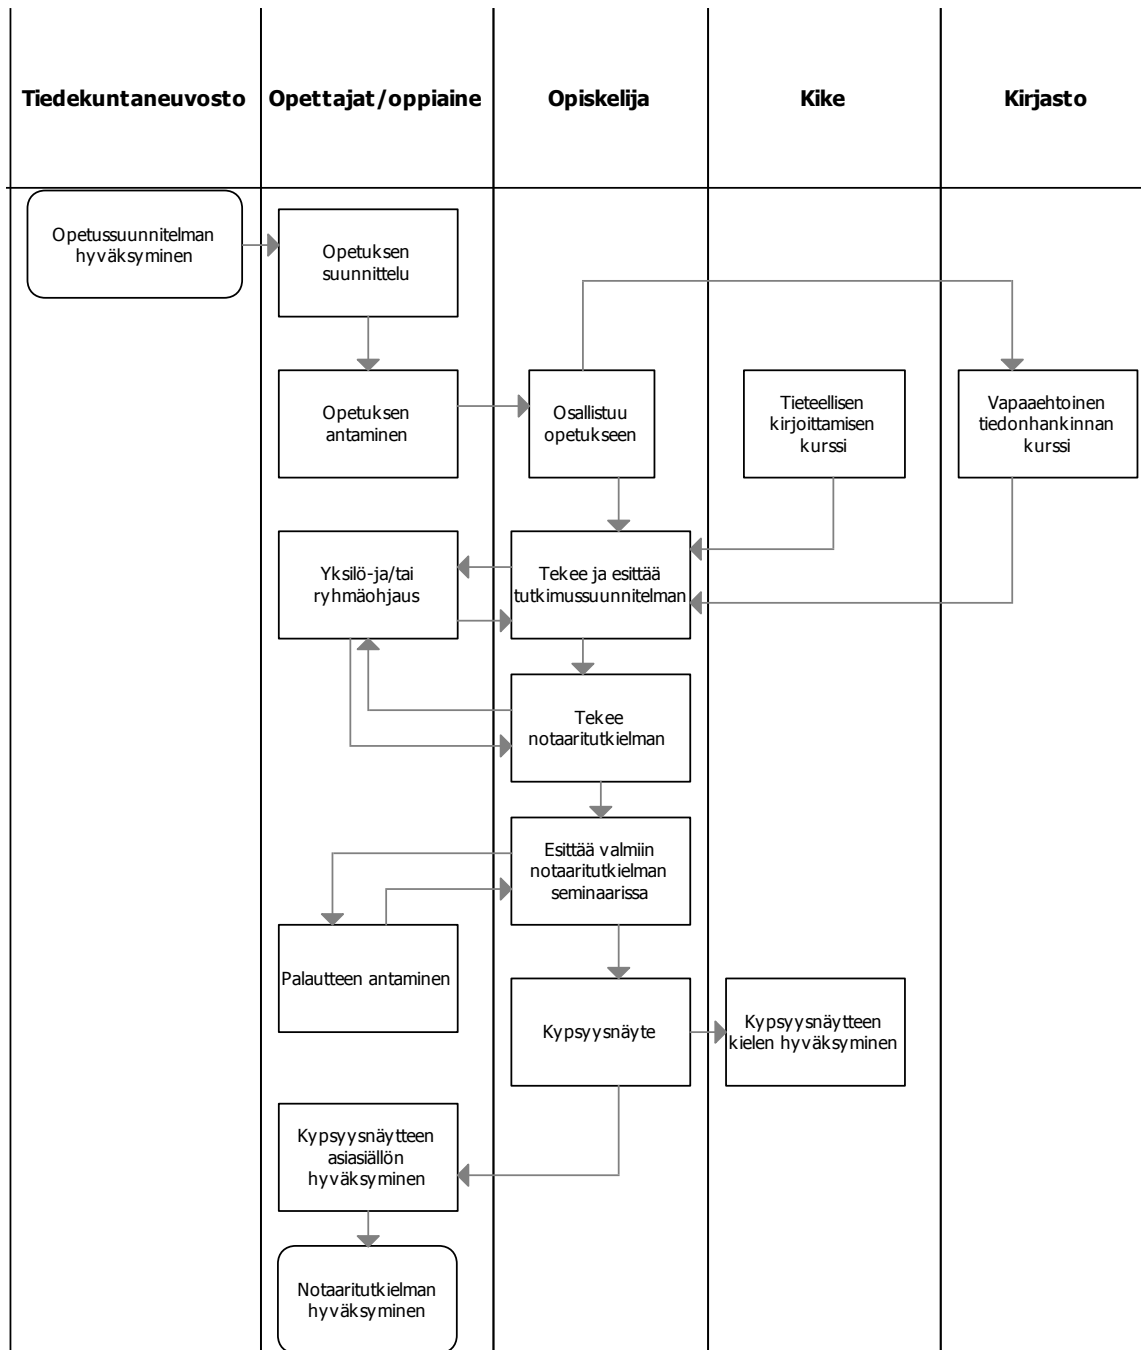 Tiedekuntaneuvosto
Opettajat/oppiaine
Opiskelija
Kike
Kirjasto
Opetussuunnitelman
hyväksyminen
Opetuksen
suunnittelu
Opetuksen
antaminen
Osallistuu
opetukseen
Tieteellisen
kirjoittamisen
kurssi
Vapaaehtoinen
tiedonhankinnan
kurssi
Yksilö-ja/tai
ryhmäohjaus
Tekee ja esittää
tutkimussuunnitelman
Tekee
notaaritutkielman
Esittää valmiin
notaaritutkielman
seminaarissa
Palautteen antaminen
Kypsyysnäyte
Kypsyysnäytteen
kielen hyväksyminen
Kypsyysnäytteen
asiasiällön
hyväksyminen
Notaaritutkielman
hyväksyminen